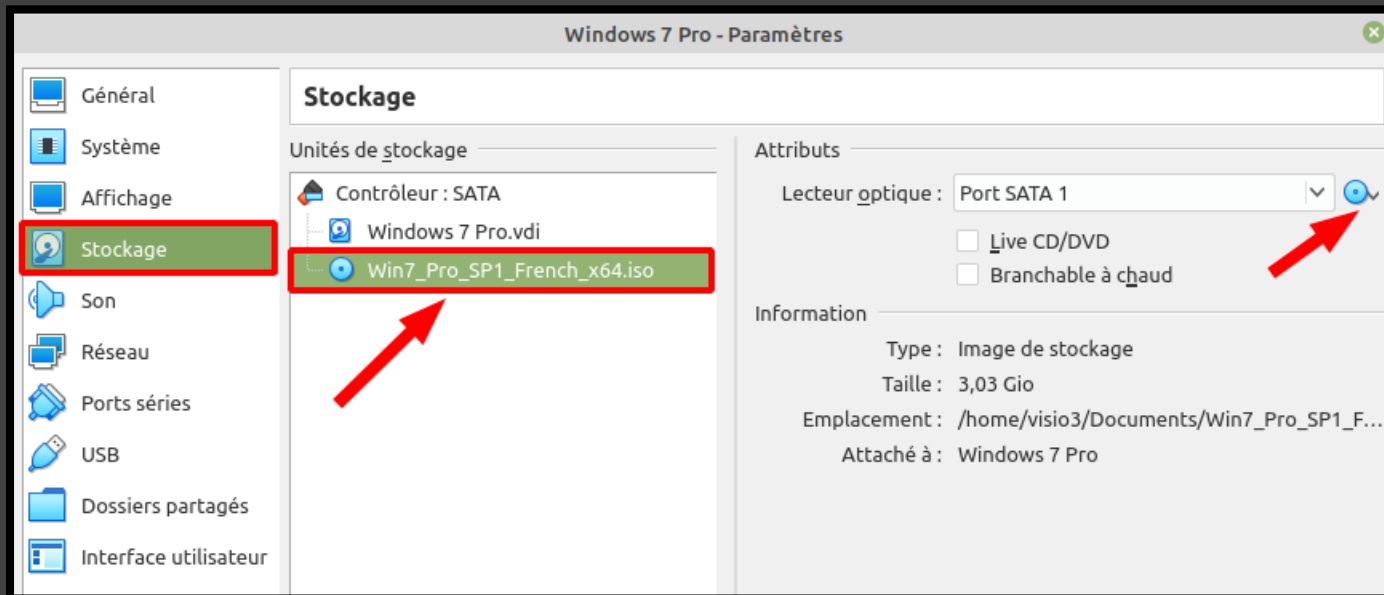 Windows 7 Pro - Paramètres
Général
Système
Affichage
Stockage
Son
Réseau
Ports séries
USB
Dossiers partagés
Interface utilisateur
Stockage
Unités de stockage
Contrôleur : SATA
Windows 7 Pro.vdi
Win7_Pro_SP1_French_x64.iso
Attributs
Lecteur optique : Port SATA 1
Live CD/DVD
Branchable à chaud
Information
Type : Image de stockage
Taille : 3,03 Gio
Emplacement : /home/visio3/Documents/Win7_Pro_SP1_F...
Attaché à : Windows 7 Pro